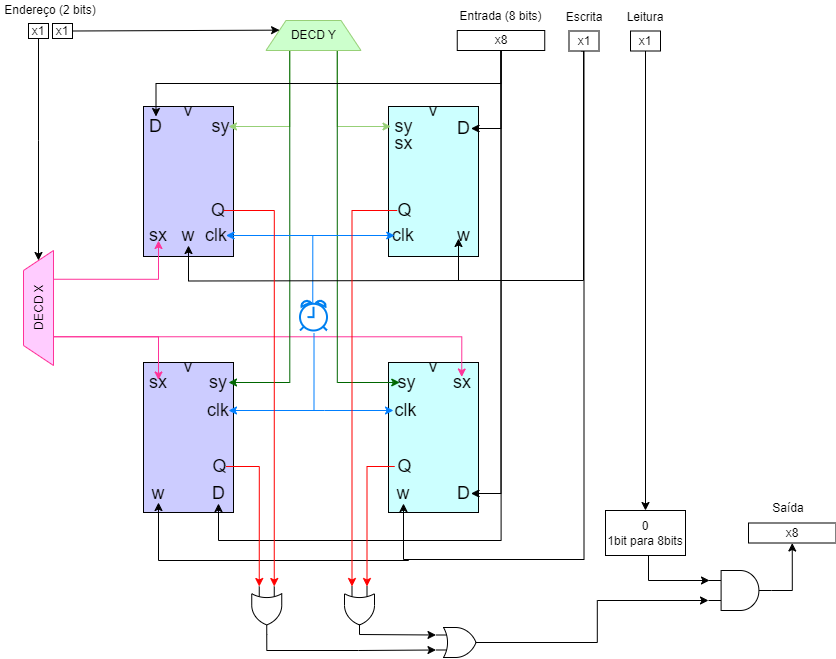 Endereço (2 bits)
x1 x1
DECD Y
Entrada (8 bits)
x8
Escrita
x1
Leitura
x1
V
D
sy
Q
sx
w
clk
V
sy
sx
D
Q
clk
w
DECD X
V
sx
sy
clk
Q
w
D
V
sy
sx
clk
Q
w
D
0
1bit para 8bits
Saída
x8